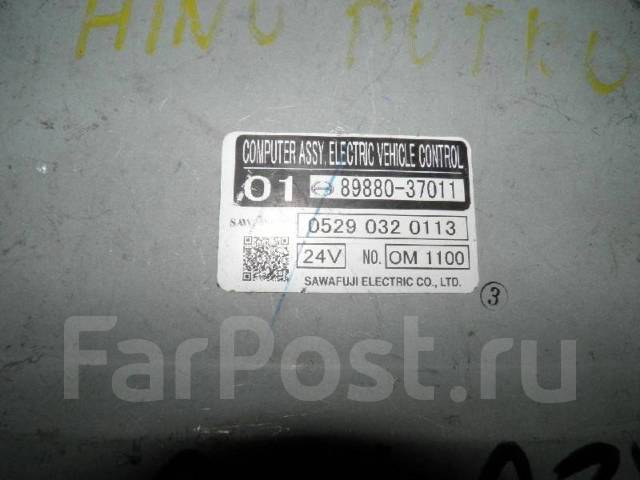 HINO DUTRO
COMPUTER ASSY, ELECTRIC VEHICLE CONTROL
01 89880-37011
0529 032 0113
24V NO. OM 1100
SAWAFUJI ELECTRIC CO., LTD.
3
FarPost.ru